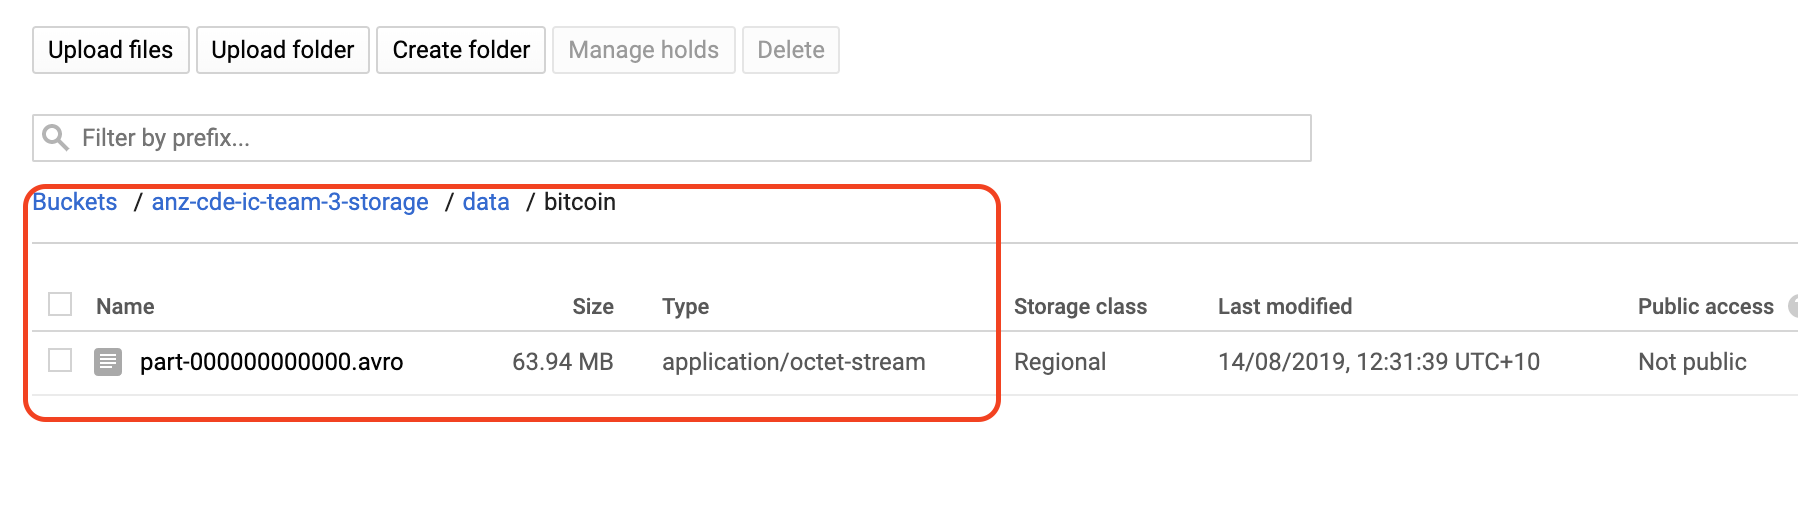 Upload files Upload folder Create folder Manage holds Delete
Filter by prefix...
Buckets / anz-cde-ic-team-3-storage / data / bitcoin
Name Size Type Storage class Last modified Public access ?
part-000000000000.avro 63.94 MB application/octet-stream Regional 14/08/2019, 12:31:39 UTC+10 Not public